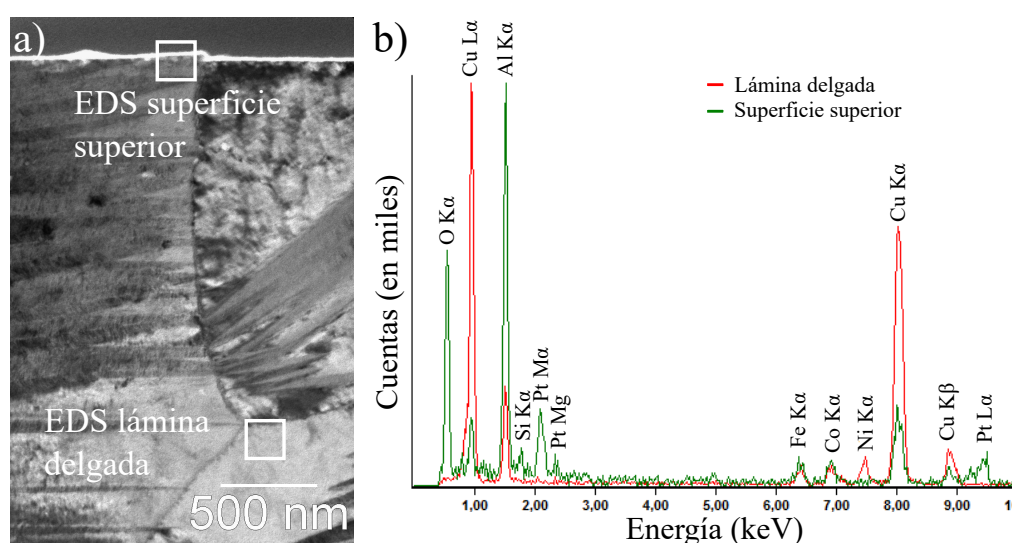 a)
EDS superficie
superior
EDS lámina
delgada
500 nm
b)
Cuentas (en miles)
O Kα
Cu Lα
Al Kα
Si Kα
Pt Mα
Pt Mg
Fe Kα
Co Kα
Ni Kα
Cu Kα
Cu Kβ
Pt Lα
Lámina delgada
Superficie superior
1,00 2,00 3,00 4,00 5,00 6,00 7,00 8,00 9,00 10
Energía (keV)